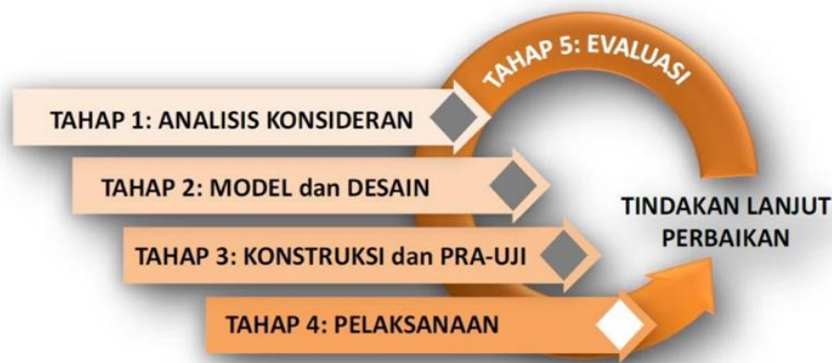 TAHAP 5: EVALUASI
TAHAP 1: ANALISIS KONSIDERAN
TAHAP 2: MODEL dan DESAIN
TINDAKAN LANJUT
PERBAIKAN
TAHAP 3: KONSTRUKSI dan PRA-UJI
TAHAP 4: PELAKSANAAN